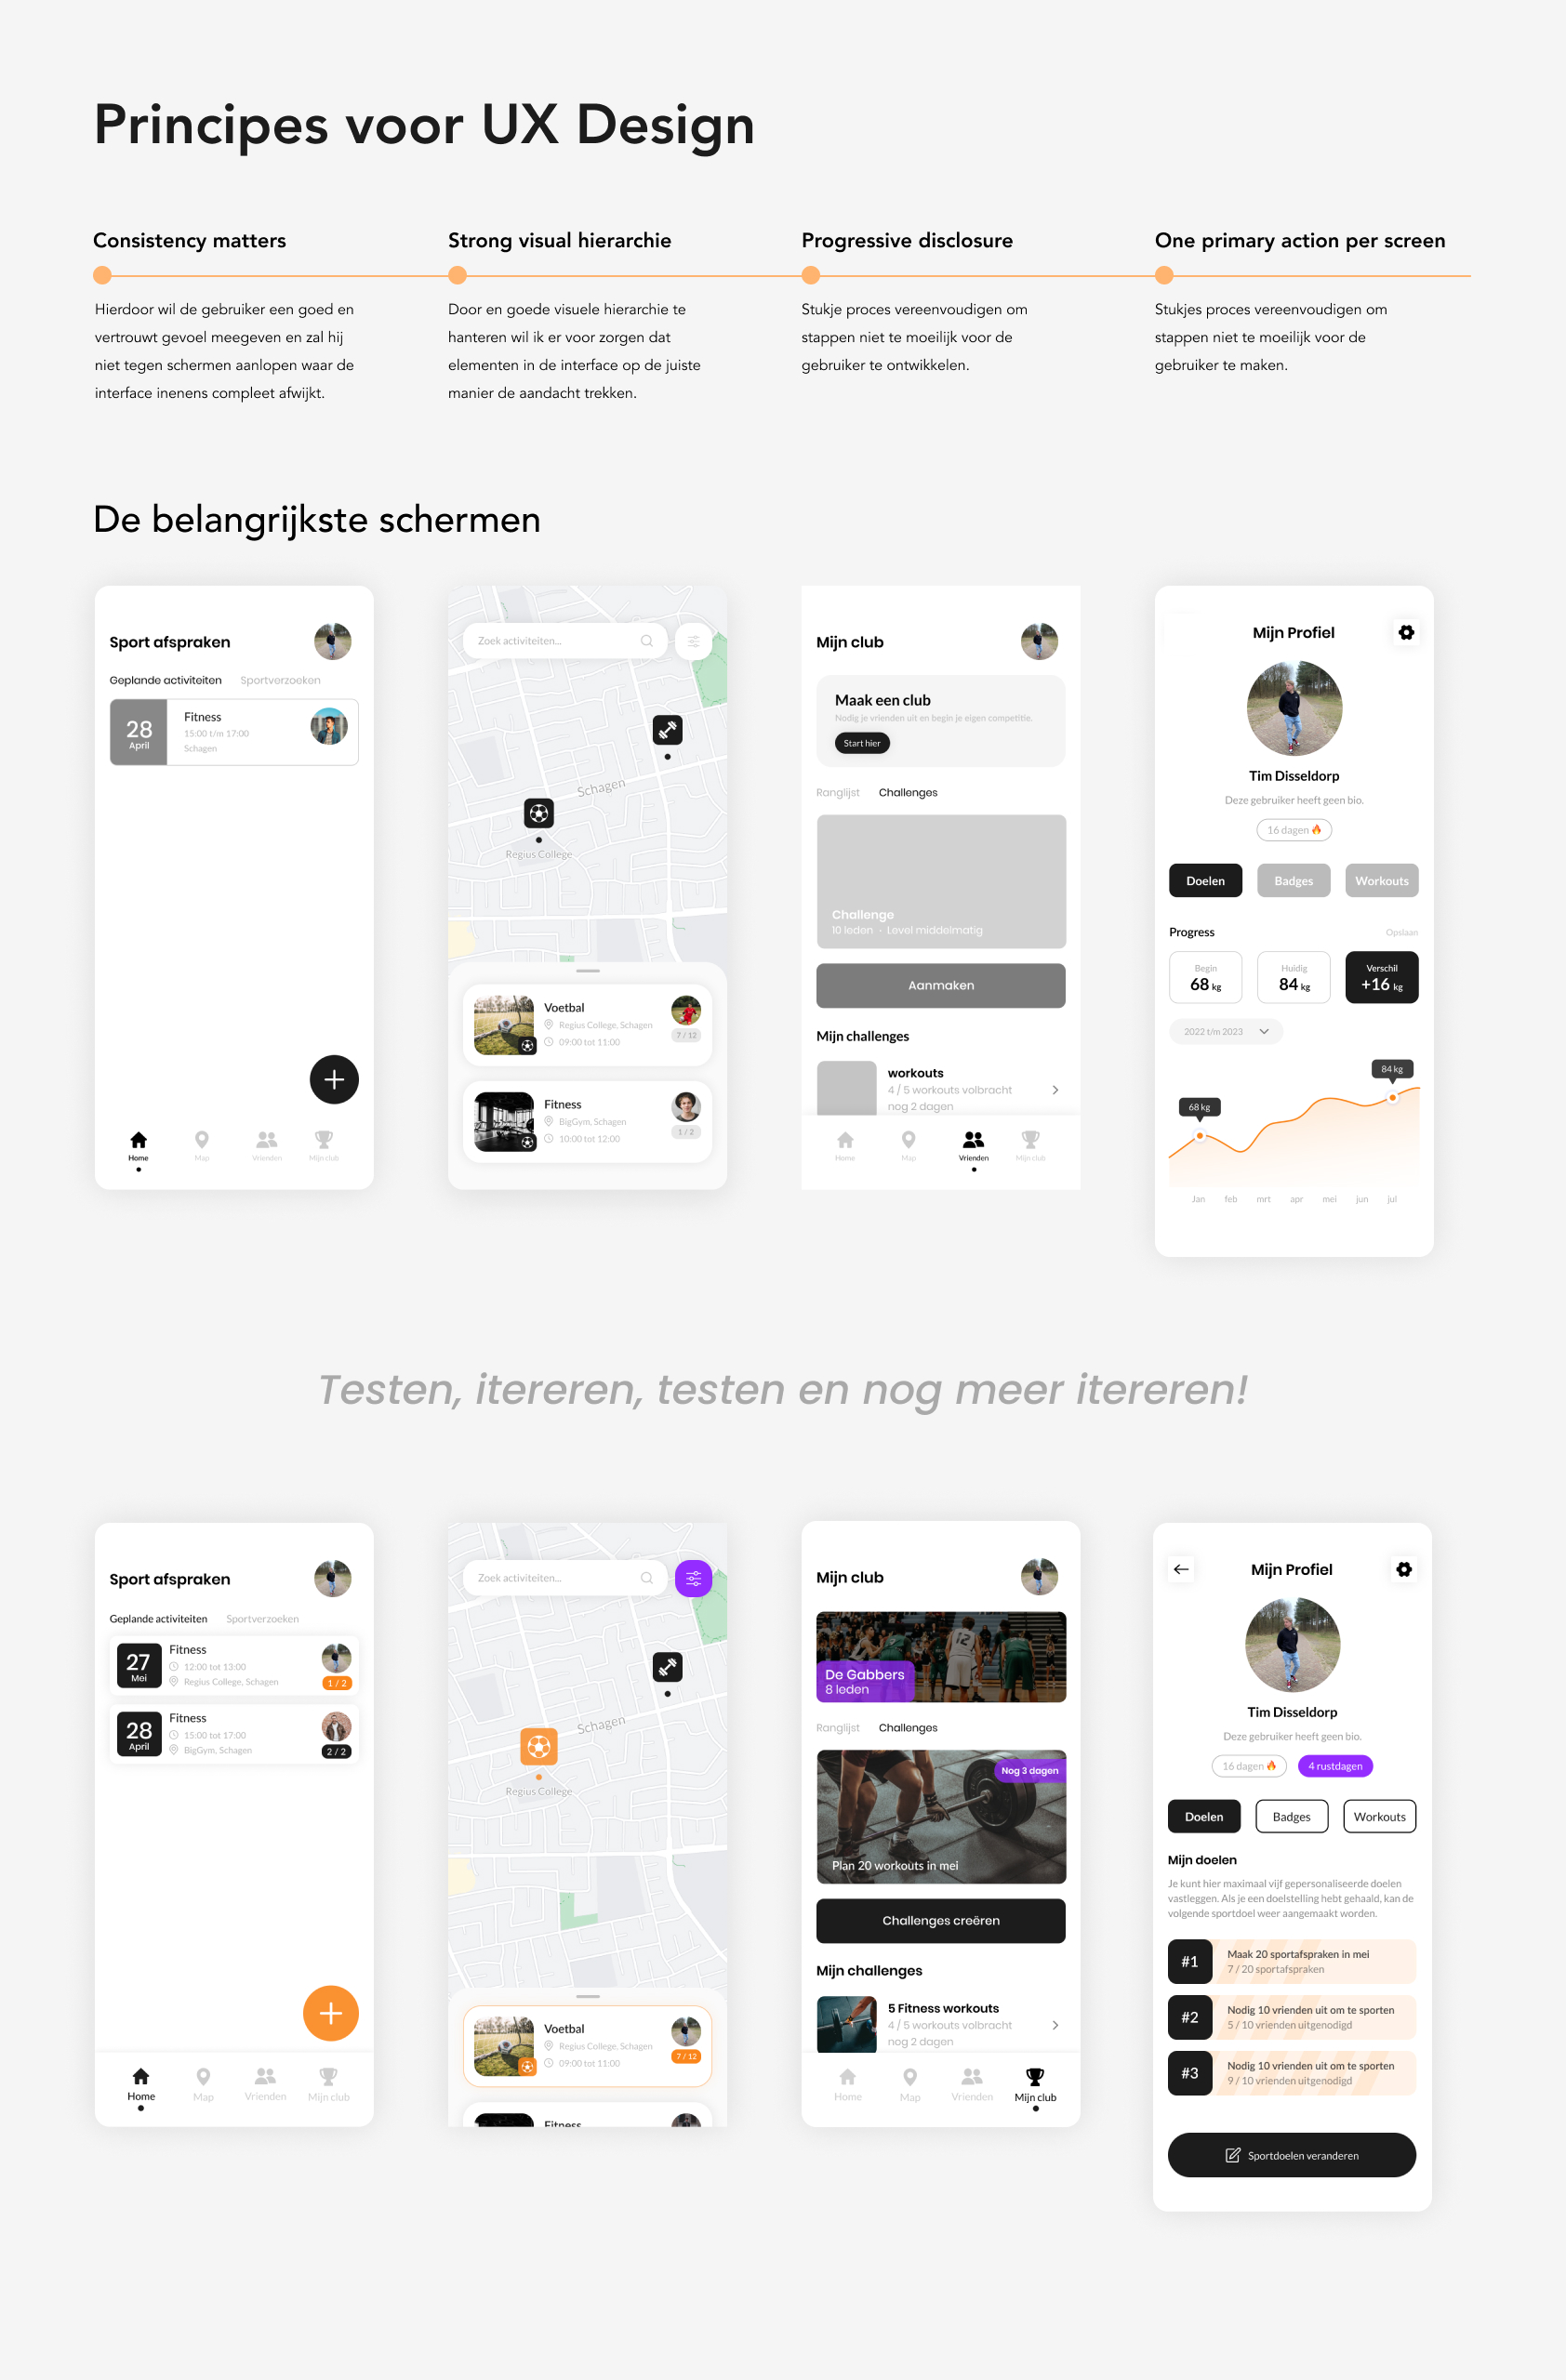 Principes voor UX Design
Consistency matters
Hierdoor wil de gebruiker een goed en
vertrouwt gevoel meegeven en zal hij
niet tegen schermen aanlopen waar de
interface inenens compleet afwijkt.
Strong visual hierarchie
Door en goede visuele hierarchie te
hanteren wil ik er voor zorgen dat
elementen in de interface op de juiste
manier de aandacht trekken.
Progressive disclosure
Stukje proces vereenvoudigen om
stappen niet te moeilijk voor de
gebruiker te ontwikkelen.
One primary action per screen
Stukjes proces vereenvoudigen om
stappen niet te moeilijk voor de
gebruiker te maken.
De belangrijkste schermen
Sport afspraken
Geplande activiteiten Sportverzoeken
28
April
Fitness
15:00 t/m 17:00
Schagen
Home Map Vrienden Mijn club
Zoek activiteiten...
Schagen
Regius College
Voetbal
Regius College, Schagen
09:00 tot 11:00
7 / 12
Fitness
BigGym, Schagen
10:00 tot 12:00
1 / 2
Mijn club
Maak een club
Nodig je vrienden uit en begin je eigen competitie.
Start hier
Ranglijst Challenges
Challenge
10 leden • Level middelmatig
Aanmaken
Mijn challenges
workouts
4 / 5 workouts volbracht
nog 2 dagen
Home Map Vrienden Mijn club
Mijn Profiel
Tim Disseldorp
Deze gebruiker heeft geen bio.
16 dagen
Doelen Badges Workouts
Progress Opslaan
Begin
68 kg
Huidig
84 kg
Verschil
+16 kg
2022 t/m 2023
84 kg
68 kg
Jan feb mrt apr mei jun jul
Testen, itereren, testen en nog meer itereren!
Sport afspraken
Geplande activiteiten Sportverzoeken
27
Mei
Fitness
12:00 tot 13:00
Regius College, Schagen
1 / 2
28
April
Fitness
15:00 tot 17:00
BigGym, Schagen
2 / 2
Home Map Vrienden Mijn club
Zoek activiteiten...
Schagen
Regius College
Voetbal
Regius College, Schagen
09:00 tot 11:00
7 / 12
Fitness
Mijn club
12
De Gabbers
8 leden
Ranglijst Challenges
Nog 3 dagen
Plan 20 workouts in mei
Challenges creëren
Mijn challenges
5 Fitness workouts
4 / 5 workouts volbracht
nog 2 dagen
Home Map Vrienden Mijn club
Mijn Profiel
Tim Disseldorp
Deze gebruiker heeft geen bio.
16 dagen 4 rustdagen
Doelen Badges Workouts
Mijn doelen
Je kunt hier maximaal vijf gepersonaliseerde doelen
vastleggen. Als je een doelstelling hebt gehaald, kan de
volgende sportdoel weer aangemaakt worden.
#1
Maak 20 sportafspraken in mei
7 / 20 sportafspraken
#2
Nodig 10 vrienden uit om te sporten
5 / 10 vrienden uitgenodigd
#3
Nodig 10 vrienden uit om te sporten
9 / 10 vrienden uitgenodigd
Sportdoelen veranderen